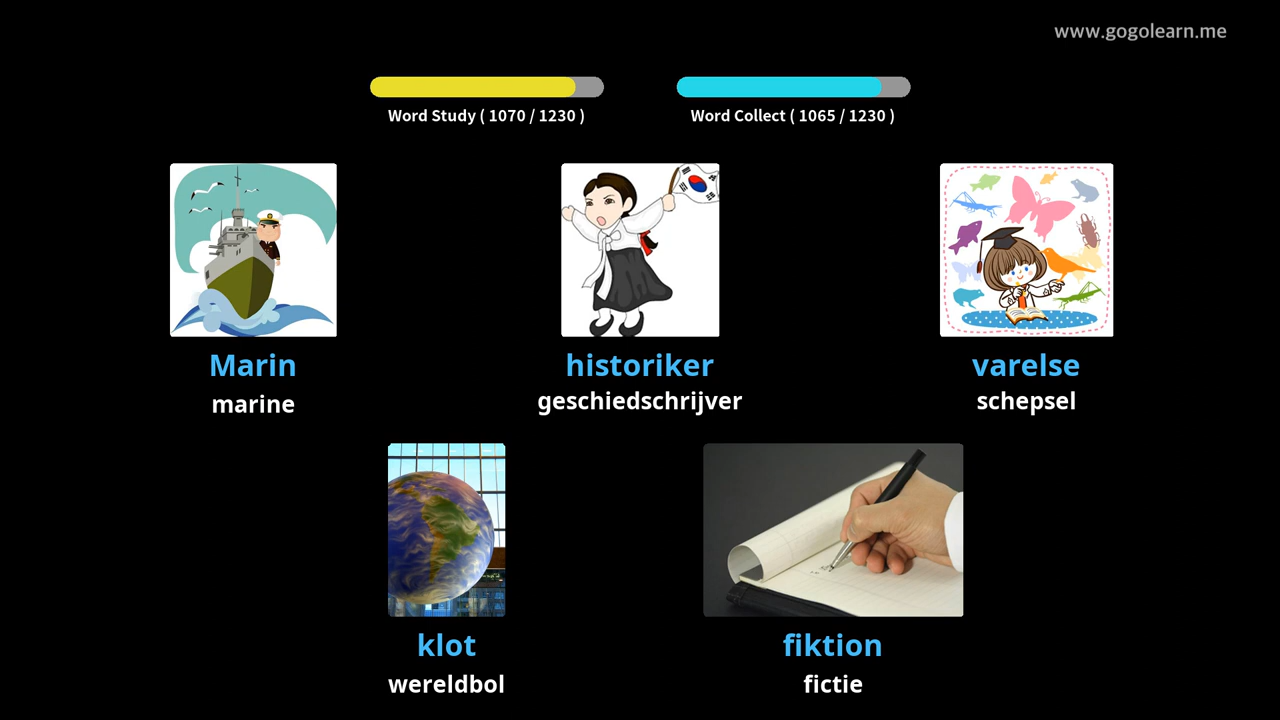 www.gogolearn.me
Word Study ( 1070 / 1230 )
Word Collect ( 1065 / 1230 )
Marin
marine
historiker
geschiedschrijver
varelse
schepsel
klot
wereldbol
fiktion
fictie